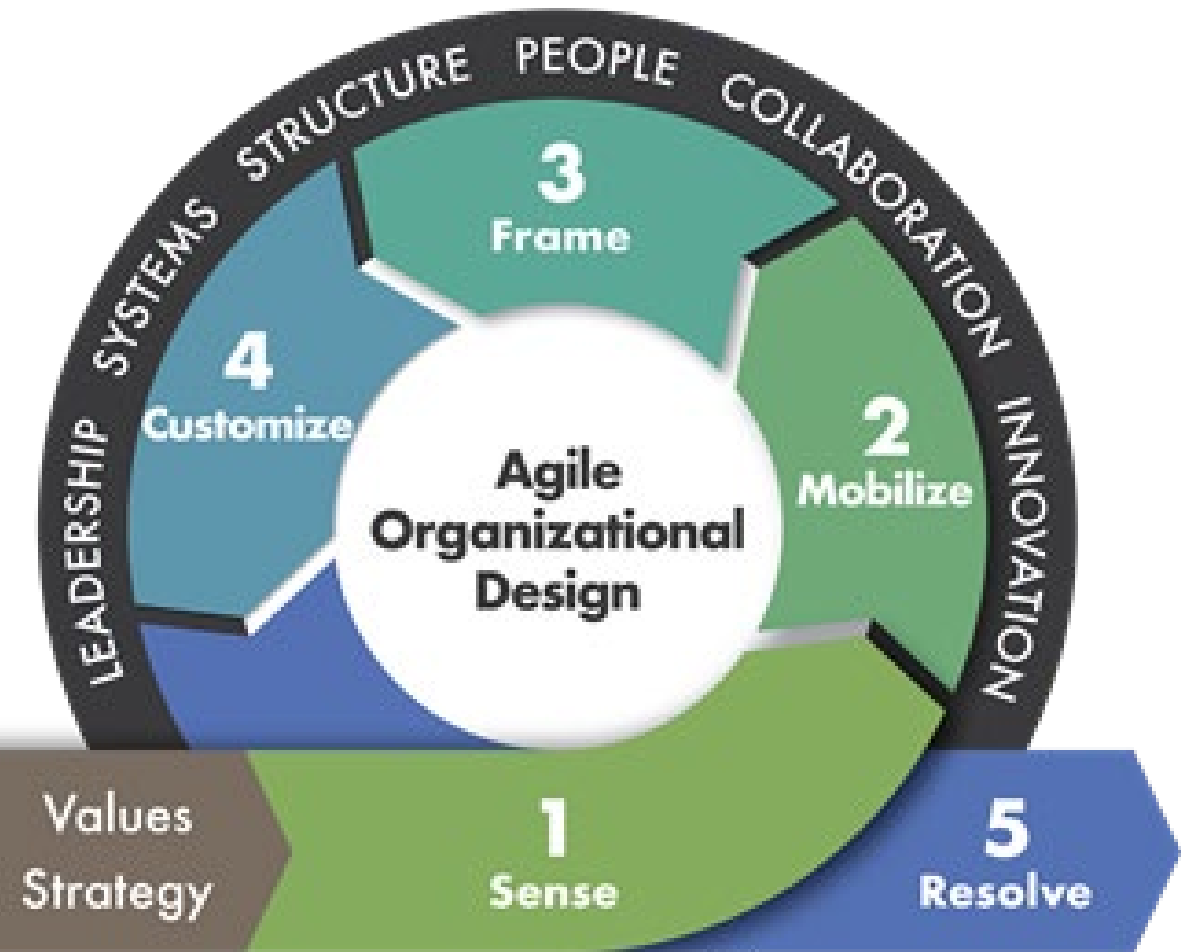 LEADERSHIP SYSTEMS STRUCTURE PEOPLE COLLABORATION INNOVATION
3
Frame
4
Customize
2
Mobilize
Agile
Organizational
Design
Values
Strategy
1
Sense
5
Resolve